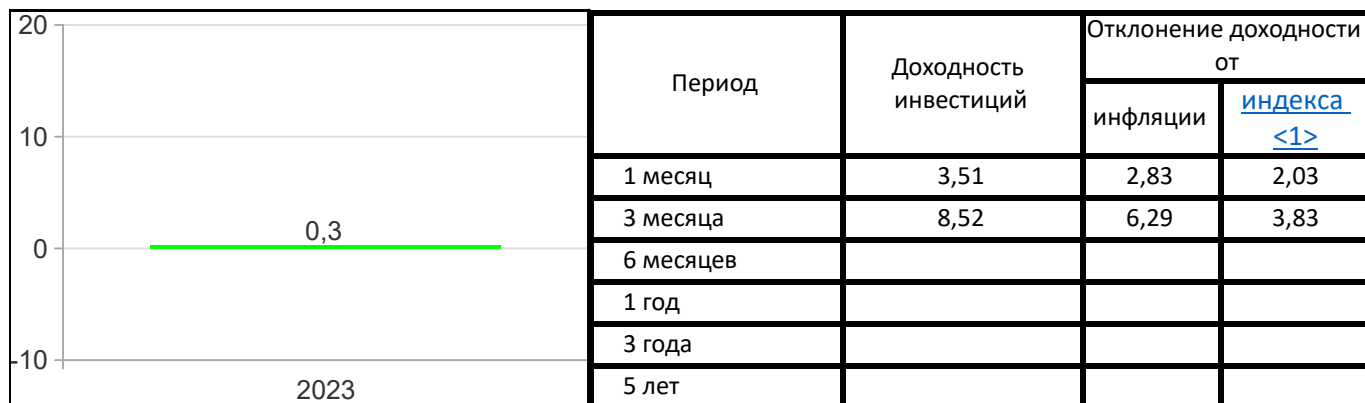 20
10
0,3
0
-10
2023
Период
Доходность
инвестиций
Отклонение доходности
от
инфляции
индекса
<1>
1 месяц 3,51 2,83 2,03
3 месяца 8,52 6,29 3,83
6 месяцев
1 год
3 года
5 лет